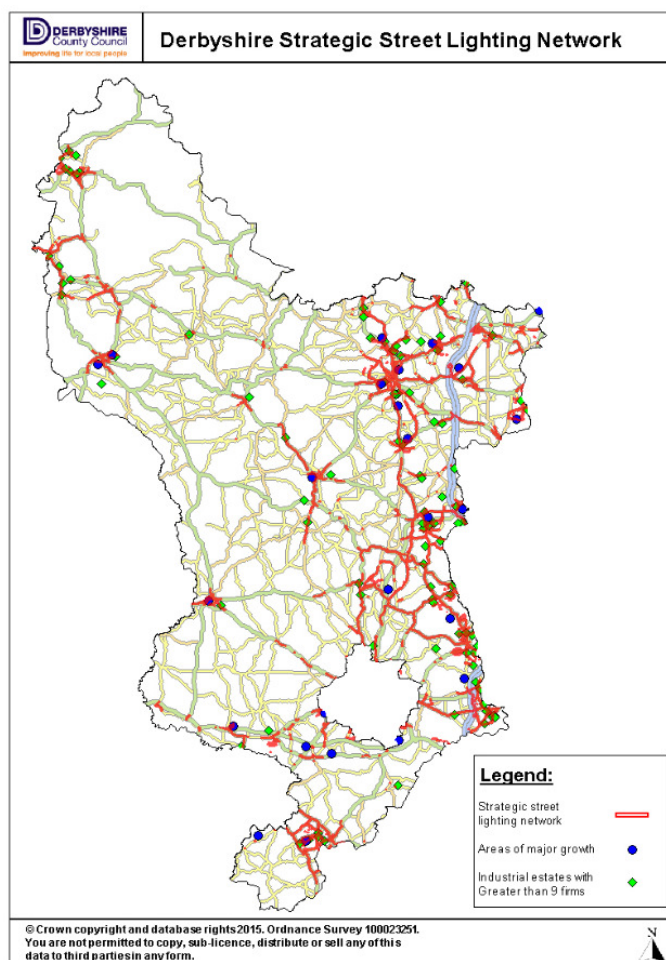 DERBYSHIRE
County Council
Improving life for local people
Derbyshire Strategic Street Lighting Network
Legend:
Strategic street
lighting network
Areas of major growth
Industrial estates with
Greater than 9 firms
© Crown copyright and database rights 2015. Ordnance Survey 100023251.
You are not permitted to copy, sub-licence, distribute or sell any of this
data to third parties in any form.
N